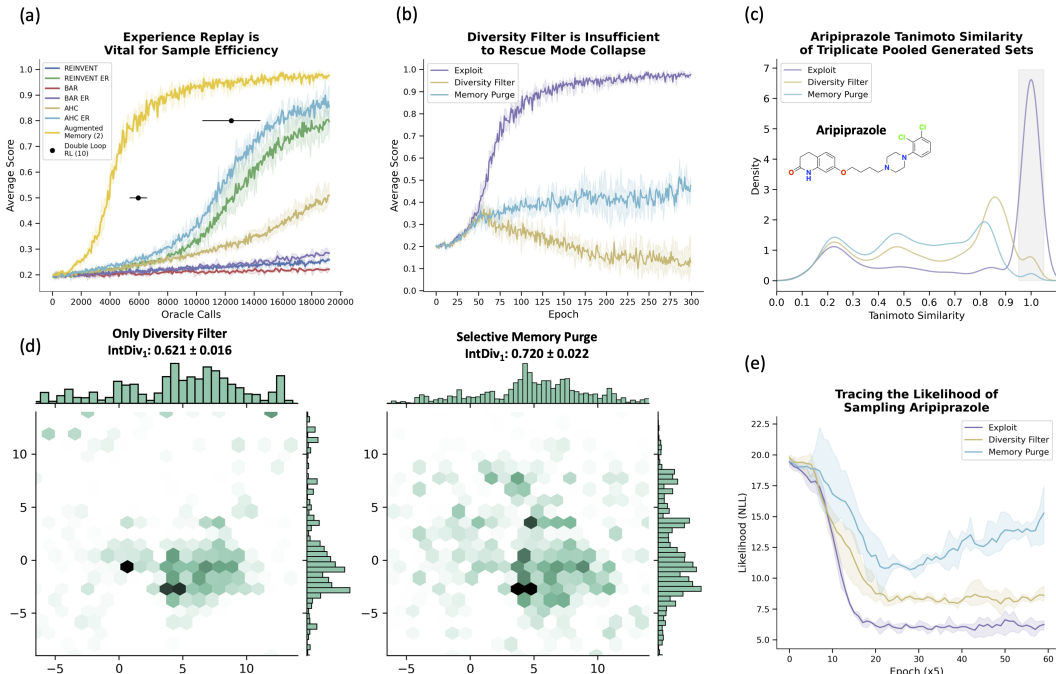 (a)
Experience Replay is
Vital for Sample Efficiency
REINVENT
REINVENT ER
BAR
BAR ER
AHC
AHC ER
Augmented
Memory (2)
Double Loop
RL (10)
Average Score
1.0
0.9
0.8
0.7
0.6
0.5
0.4
0.3
0.2
0 2000 4000 6000 8000 10000 12000 14000 16000 18000 20000
Oracle Calls
(b)
Diversity Filter is Insufficient
to Rescue Mode Collapse
Exploit
Diversity Filter
Memory Purge
Average Score
1.0
0.9
0.8
0.7
0.6
0.5
0.4
0.3
0.2
0.1
0.0
0 25 50 75 100 125 150 175 200 225 250 275 300
Epoch
(c)
Aripiprazole Tanimoto Similarity
of Triplicate Pooled Generated Sets
Exploit
Diversity Filter
Memory Purge
Aripiprazole
Cl
Cl
N
N
O
N
H
O
Density
7
6
5
4
3
2
1
0
0.0 0.1 0.2 0.3 0.4 0.5 0.6 0.7 0.8 0.9 1.0
Tanimoto Similarity
(d)
Only Diversity Filter
IntDiv₁: 0.621 ± 0.016
10
5
0
−5
−5 0 5 10
Selective Memory Purge
IntDiv₁: 0.720 ± 0.022
10
5
0
−5
−5 0 5 10
(e)
Tracing the Likelihood of
Sampling Aripiprazole
Exploit
Diversity Filter
Memory Purge
Likelihood (NLL)
22.5
20.0
17.5
15.0
12.5
10.0
7.5
5.0
0 10 20 30 40 50 60
Epoch (x5)